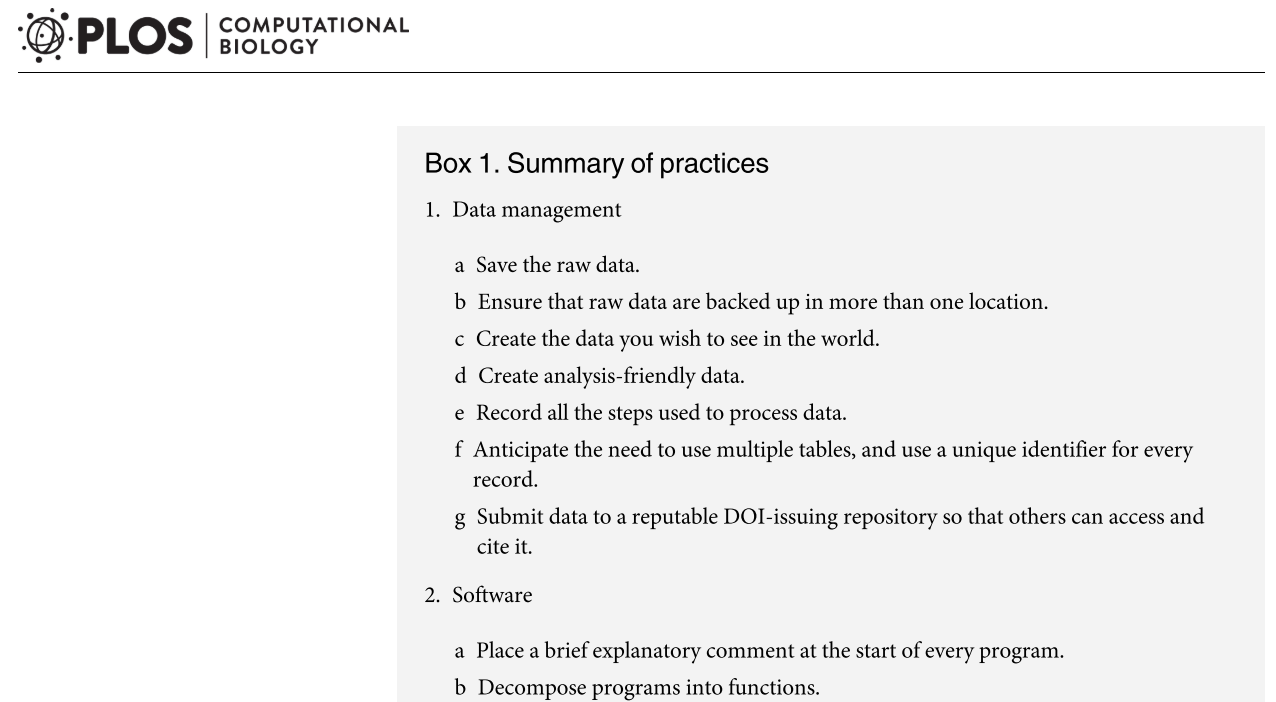 PLOS COMPUTATIONAL
BIOLOGY
Box 1. Summary of practices
1. Data management
a Save the raw data.
b Ensure that raw data are backed up in more than one location.
c Create the data you wish to see in the world.
d Create analysis-friendly data.
e Record all the steps used to process data.
f Anticipate the need to use multiple tables, and use a unique identifier for every
record.
g Submit data to a reputable DOI-issuing repository so that others can access and
cite it.
2. Software
a Place a brief explanatory comment at the start of every program.
b Decompose programs into functions.